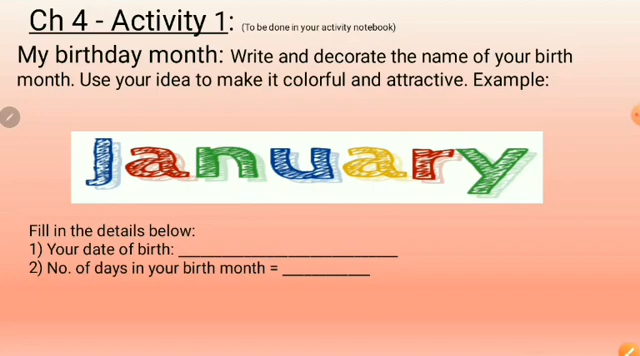 Ch 4 - Activity 1: (To be done in your activity notebook)
My birthday month: Write and decorate the name of your birth
month. Use your idea to make it colorful and attractive. Example:
January
Fill in the details below:
1) Your date of birth: ____________________________
2) No. of days in your birth month = ___________